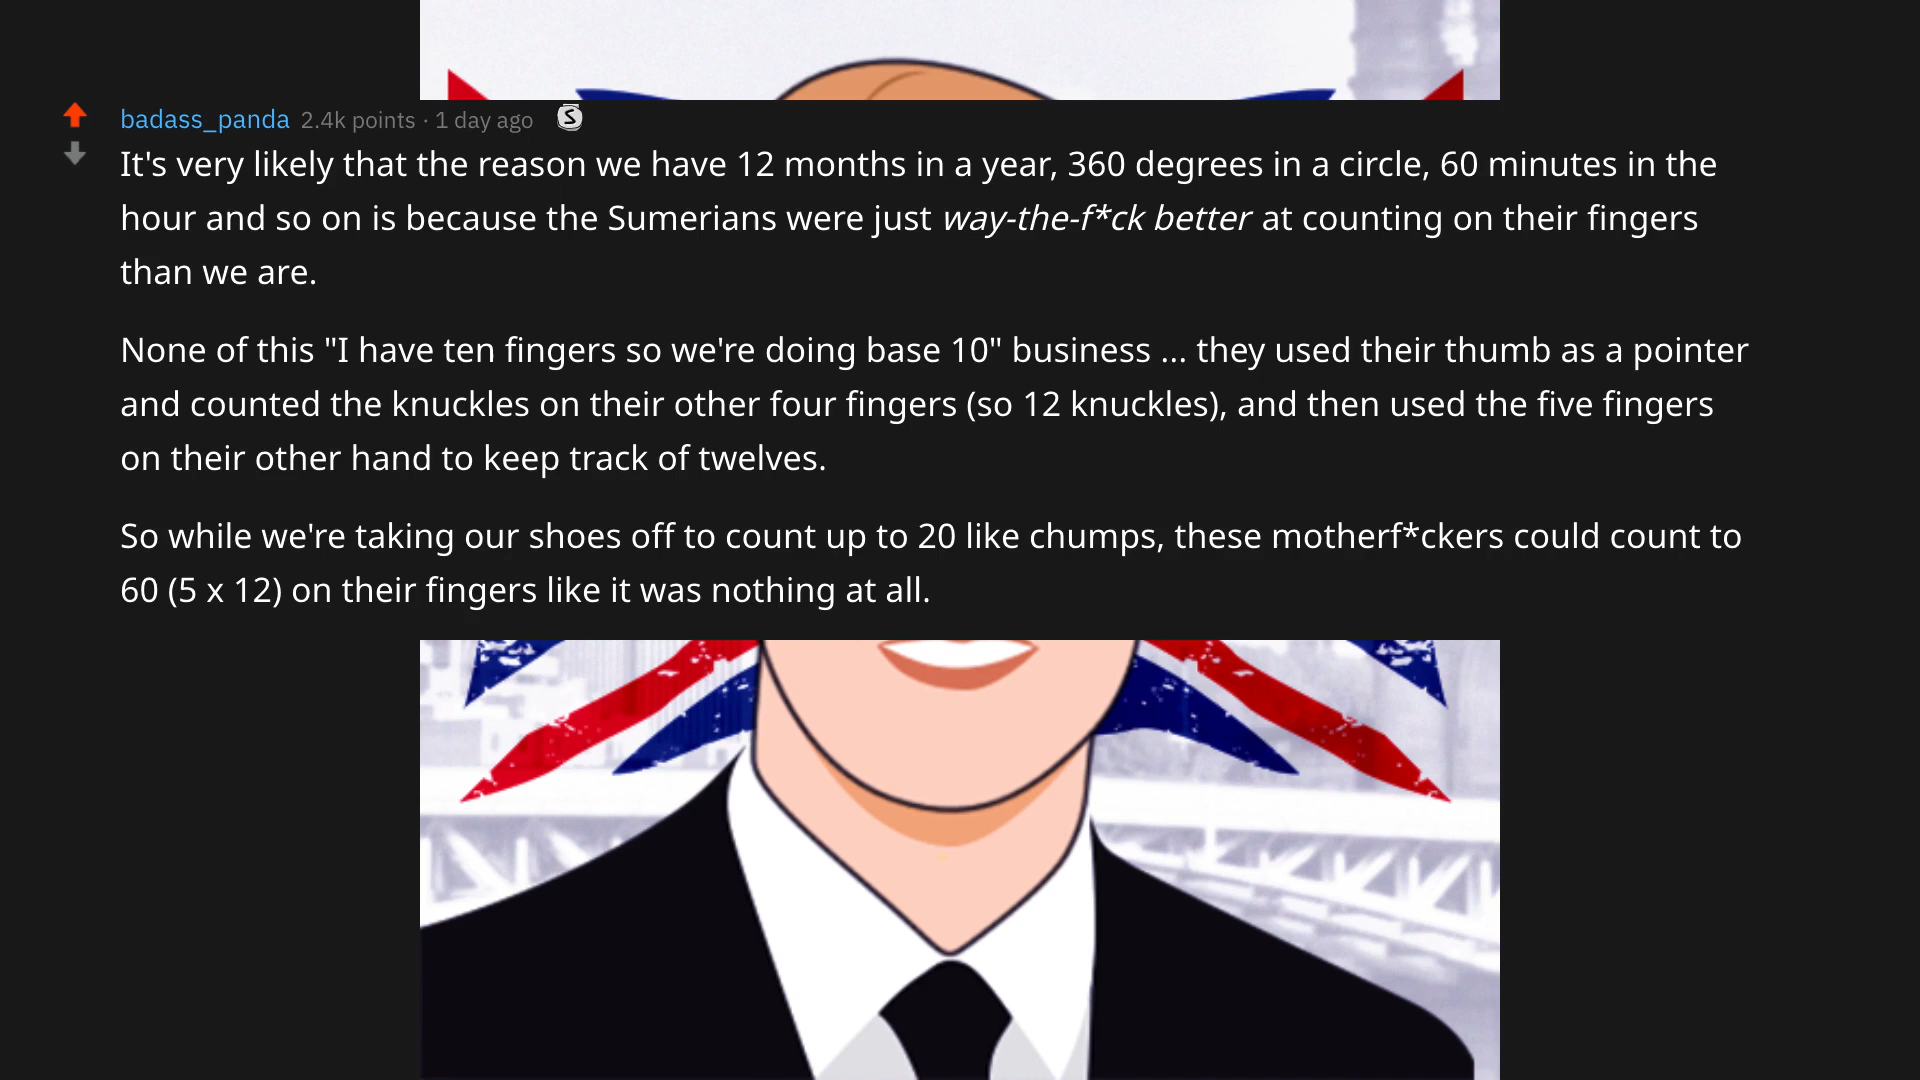 badass_panda 2.4k points · 1 day ago
It's very likely that the reason we have 12 months in a year, 360 degrees in a circle, 60 minutes in the
hour and so on is because the Sumerians were just way-the-f*ck better at counting on their fingers
than we are.
None of this "I have ten fingers so we're doing base 10" business ... they used their thumb as a pointer
and counted the knuckles on their other four fingers (so 12 knuckles), and then used the five fingers
on their other hand to keep track of twelves.
So while we're taking our shoes off to count up to 20 like chumps, these motherf*ckers could count to
60 (5 x 12) on their fingers like it was nothing at all.